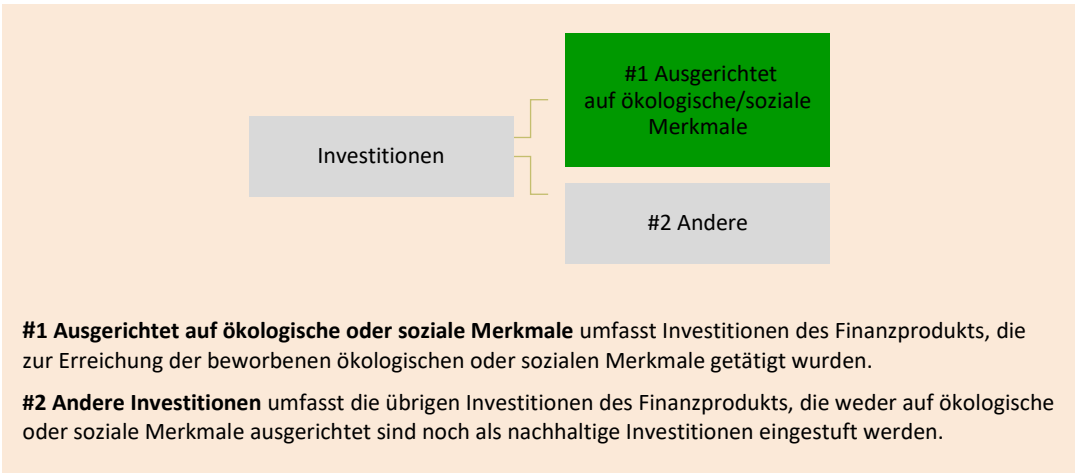 #1 Ausgerichtet
auf ökologische/soziale
Merkmale
Investitionen
#2 Andere
#1 Ausgerichtet auf ökologische oder soziale Merkmale umfasst Investitionen des Finanzprodukts, die
zur Erreichung der beworbenen ökologischen oder sozialen Merkmale getätigt wurden.
#2 Andere Investitionen umfasst die übrigen Investitionen des Finanzprodukts, die weder auf ökologische
oder soziale Merkmale ausgerichtet sind noch als nachhaltige Investitionen eingestuft werden.